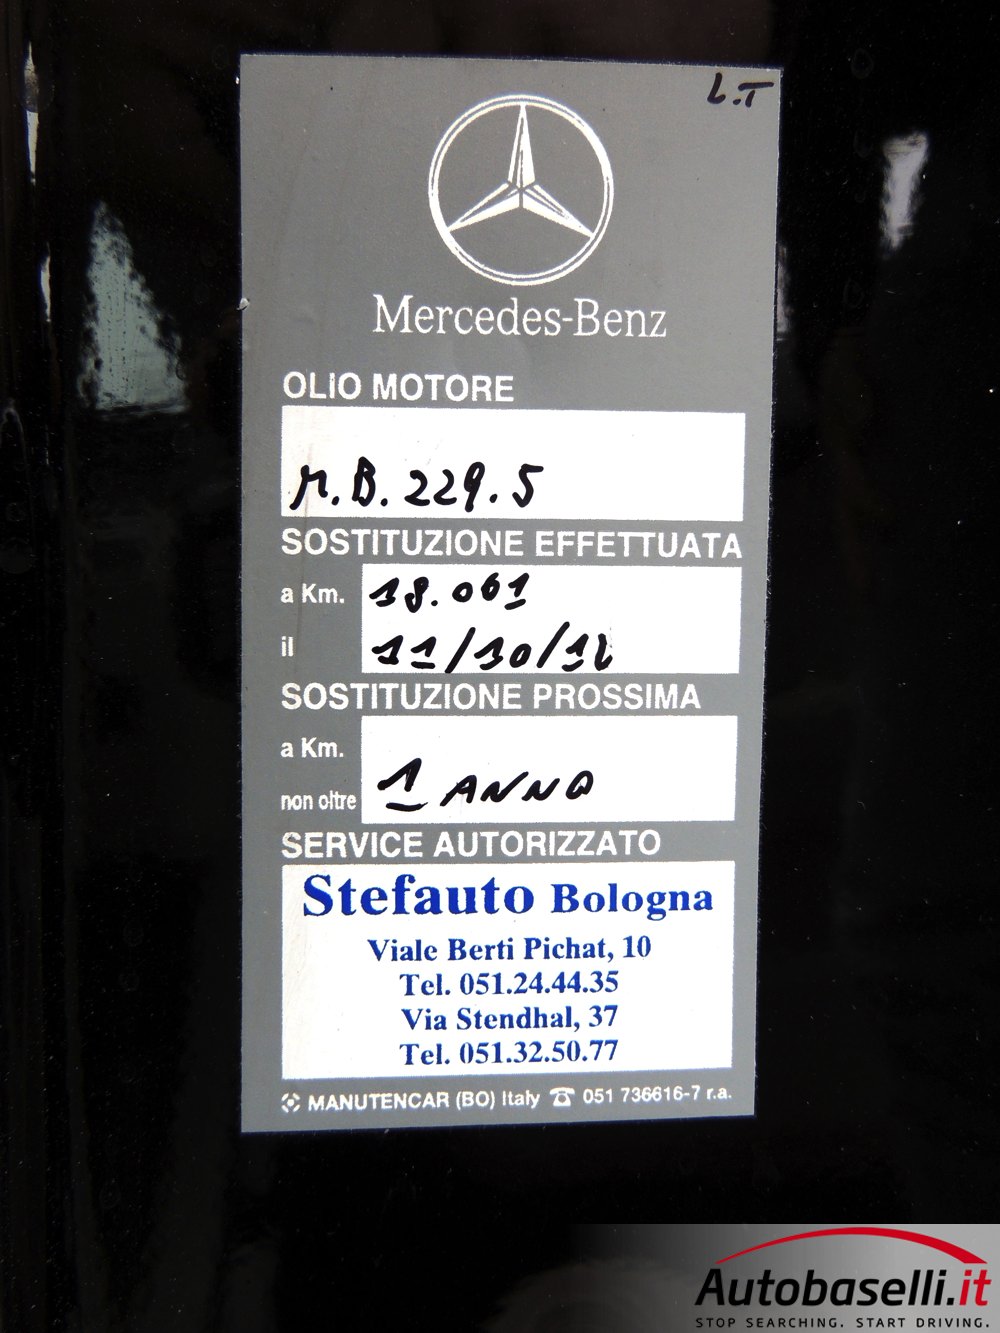 L.T
Mercedes-Benz
OLIO MOTORE
M.B. 229.5
SOSTITUZIONE EFFETTUATA
a Km. 18.061
il 11/10/12
SOSTITUZIONE PROSSIMA
a Km.
non oltre 1 ANNO
SERVICE AUTORIZZATO
Stefauto Bologna
Viale Berti Pichat, 10
Tel. 051.24.44.35
Via Stendhal, 37
Tel. 051.32.50.77
MANUTENCAR (BO) Italy ☎ 051 736616-7 r.a.
Autobaselli.it
STOP SEARCHING. START DRIVING.